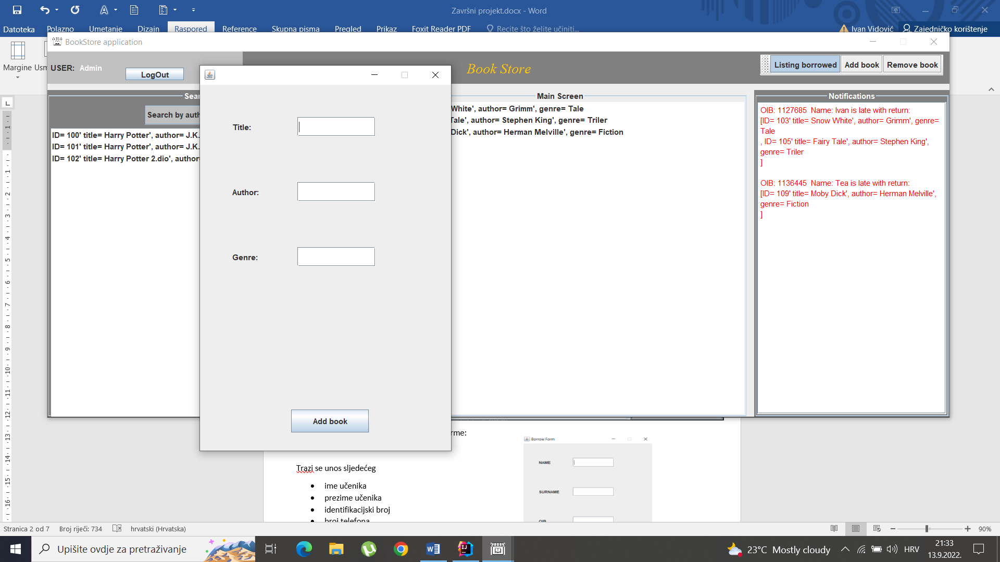 Završni projekt.docx - Word
Datoteka Polazno Umetanje Dizajn Raspored Reference Skupna pisma Pregled Prikaz Foxit Reader PDF Recite što želite učiniti... Ivan Vidović Zajedničko korištenje
BookStore application
Margine
USER: Admin
LogOut
Book Store
Listing borrowed Add book Remove book
Search by auth
ID= 100' title= Harry Potter', author= J.K.
ID= 101' title= Harry Potter', author= J.K.
ID= 102' title= Harry Potter 2.dio', author=
Title:
Author:
Genre:
Add book
Main Screen
White', author= Grimm', genre= Tale
Tale', author= Stephen King', genre= Triler
Dick', author= Herman Melville', genre= Fiction
Notifications
OIB: 1127685 Name: Ivan is late with return:
[ID= 103' title= Snow White', author= Grimm', genre=
Tale
, ID= 105' title= Fairy Tale', author= Stephen King',
genre= Triler
]
OIB: 1136445 Name: Tea is late with return:
[ID= 109' title= Moby Dick', author= Herman Melville',
genre= Fiction
]
rme:
Trazi se unos sljedećeg
• ime učenika
• prezime učenika
• identifikacijski broj
• broj telefona
Borrow Form
NAME
SURNAME
OIB
Stranica 2 od 7 Broj riječi: 734 hrvatski (Hrvatska) 90%
Upišite ovdje za pretraživanje
23°C Mostly cloudy HRV
21:33
13.9.2022.